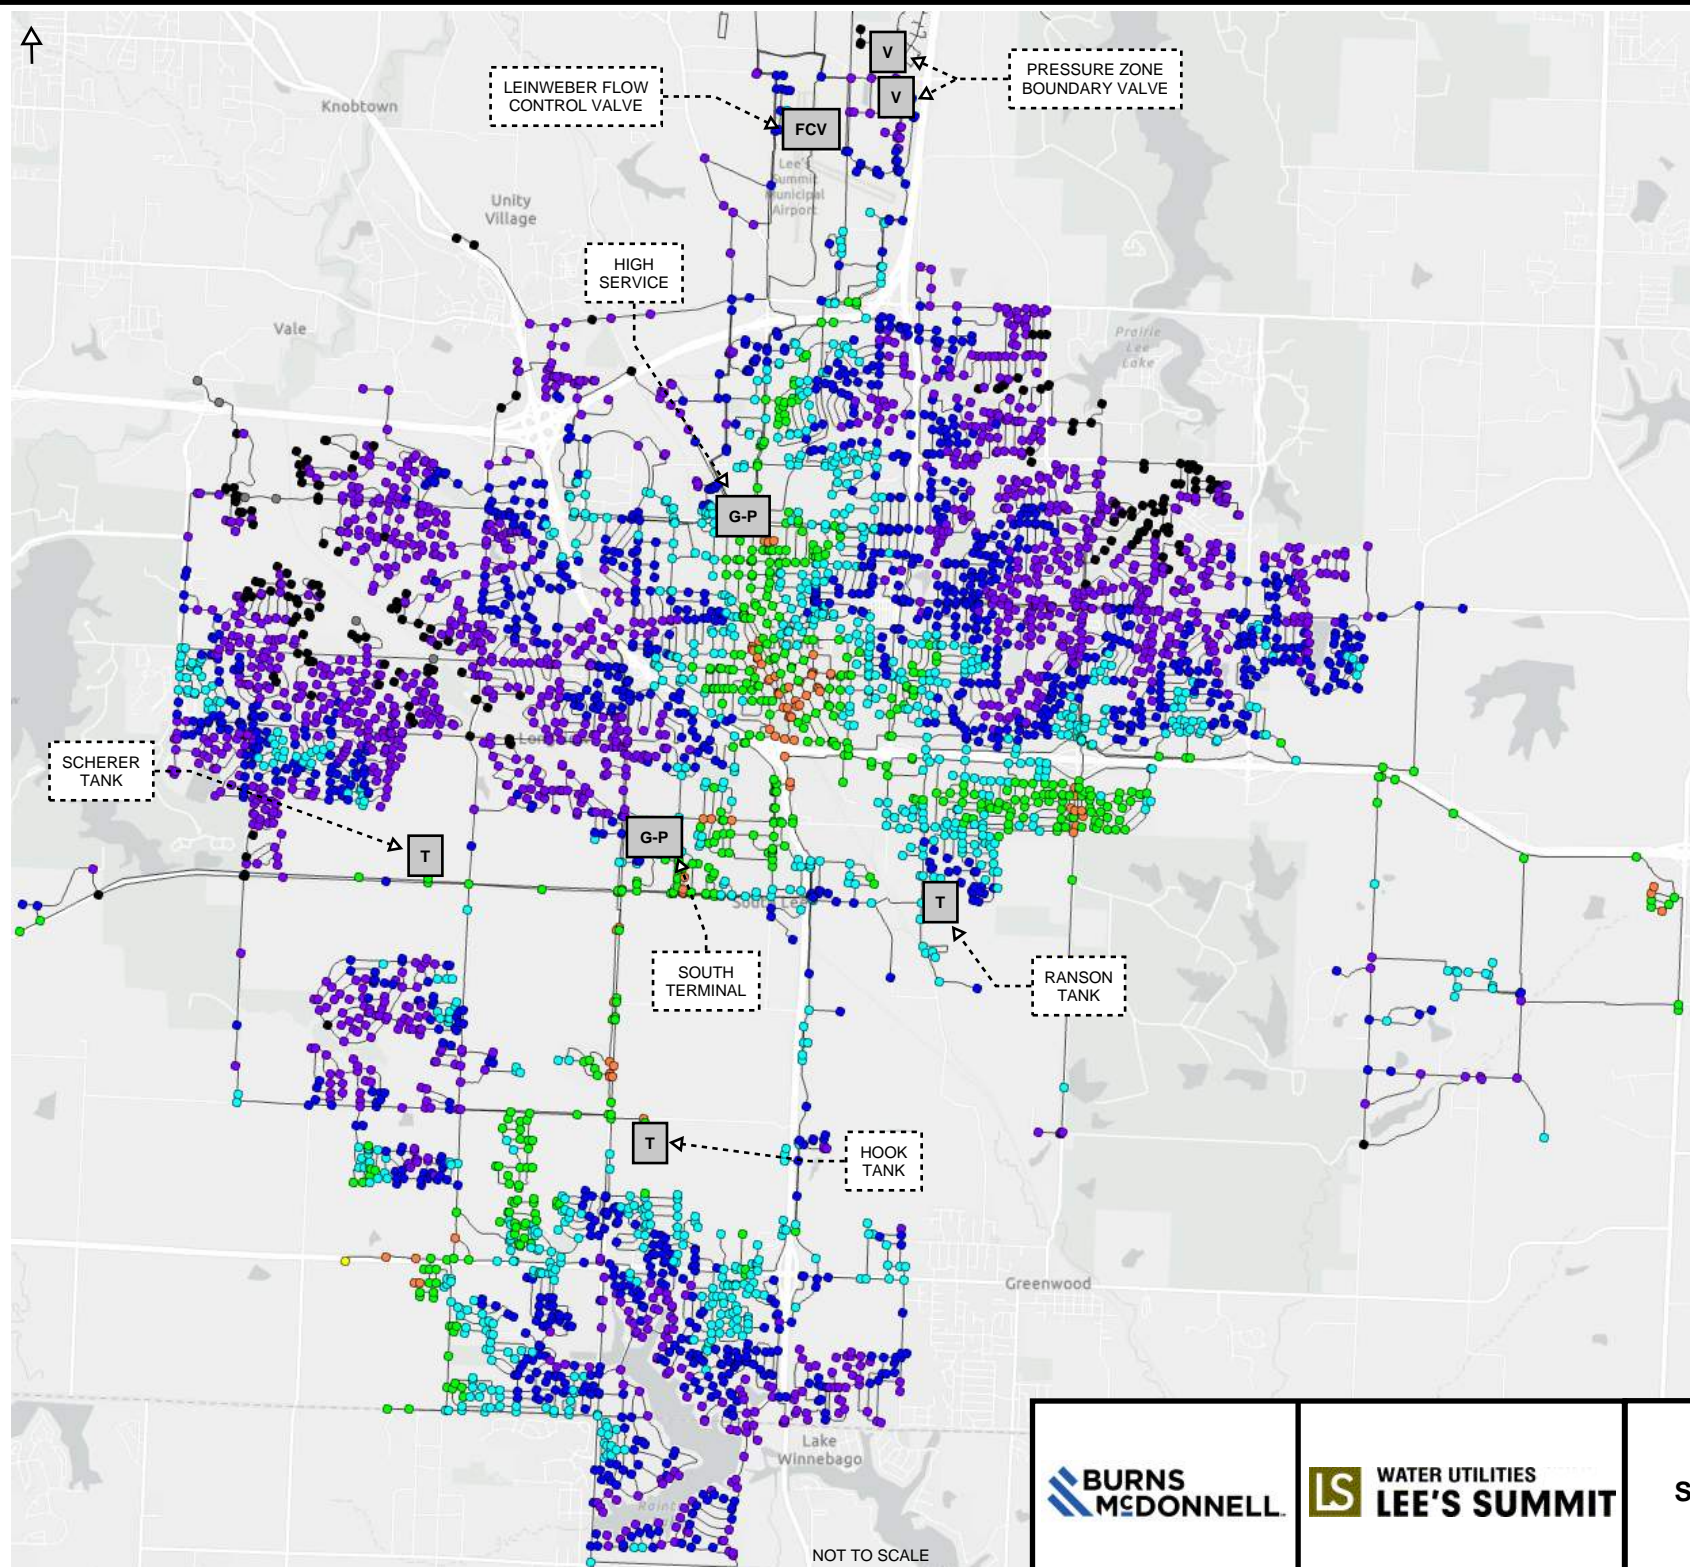 V
PRESSURE ZONE
BOUNDARY VALVE
LEINWEBER FLOW
CONTROL VALVE
V
Knobtown
FCV
Lee's
Summit
Municipal
Airport
Unity
Village
HIGH
SERVICE
Vale
Prairie
Lee
Lake
G-P
SCHERER
TANK
G-P
T
T
SOUTH
TERMINAL
RANSON
TANK
T
HOOK
TANK
Greenwood
Lake
Winnebago
BURNS
McDONNELL
LS
WATER UTILITIES
LEE'S SUMMIT
S
NOT TO SCALE